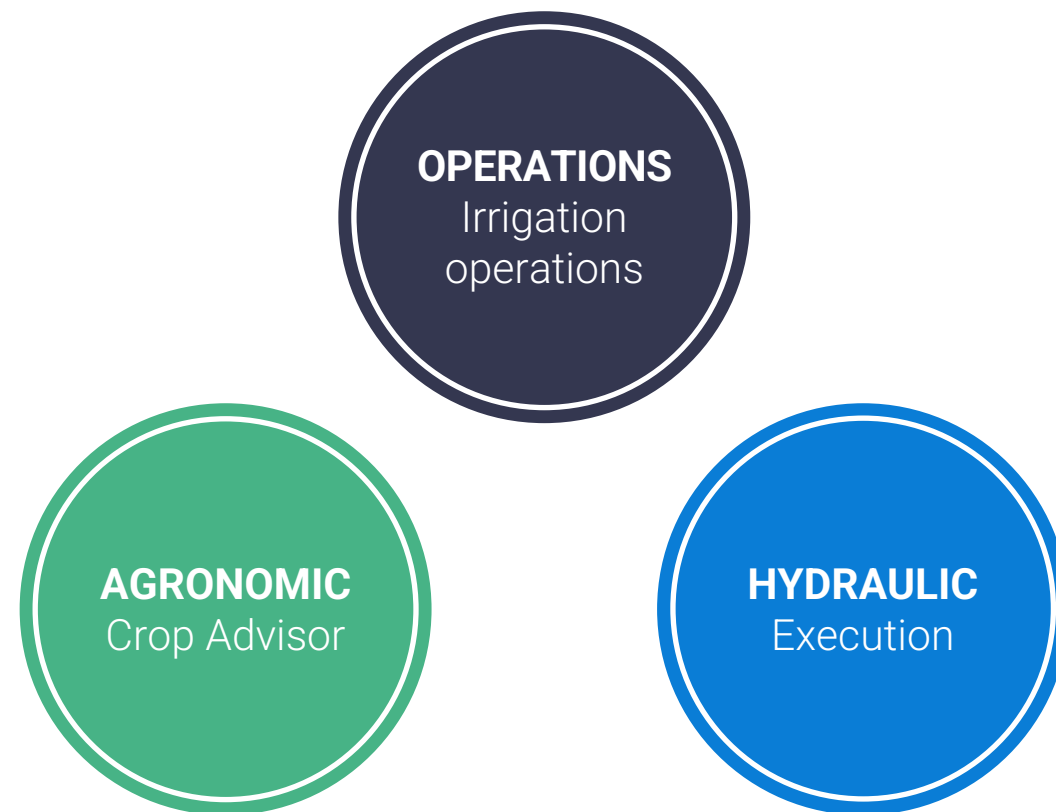 OPERATIONS
Irrigation
operations
AGRONOMIC
Crop Advisor
HYDRAULIC
Execution